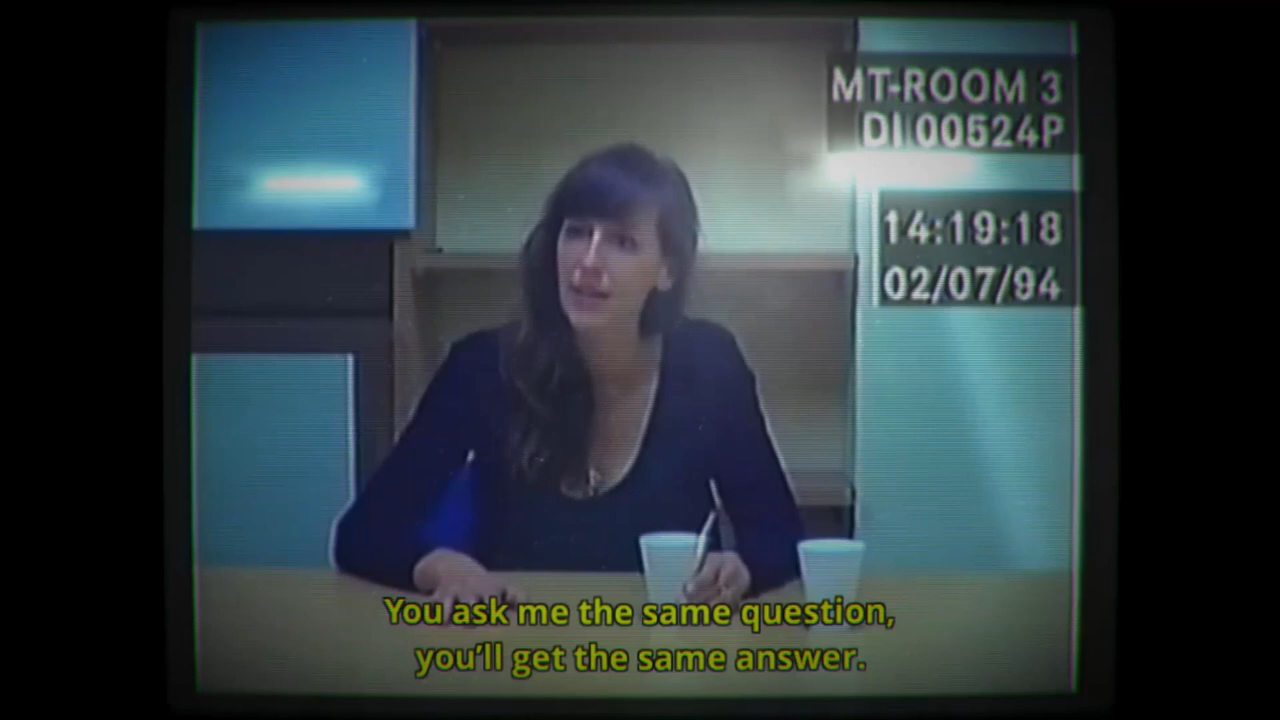 MT-ROOM 3
DI 00524P
14:19:18
02/07/94
You ask me the same question,
you'll get the same answer.